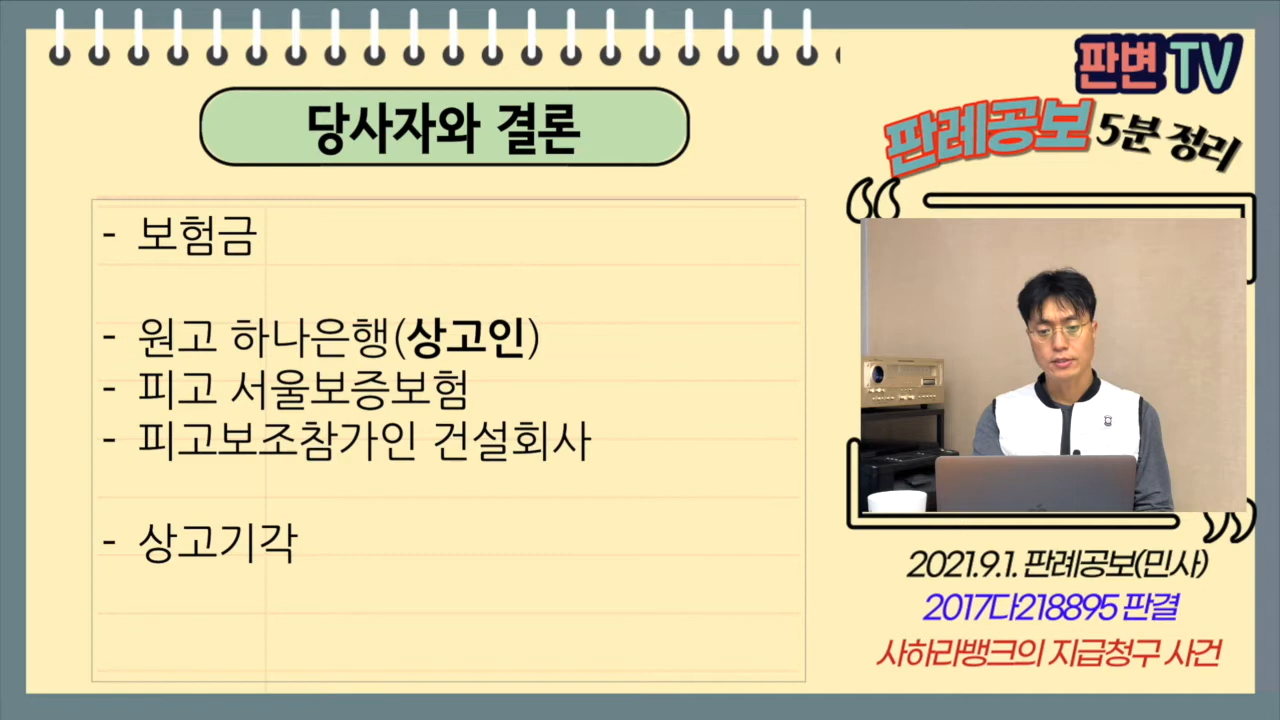 판변 TV
판례공보 5분 정리
당사자와 결론
- 보험금
- 원고 하나은행(상고인)
- 피고 서울보증보험
- 피고보조참가인 건설회사
- 상고기각
2021.9.1. 판례공보(민사)
2017다218895 판결
사하라뱅크의 지급청구 사건